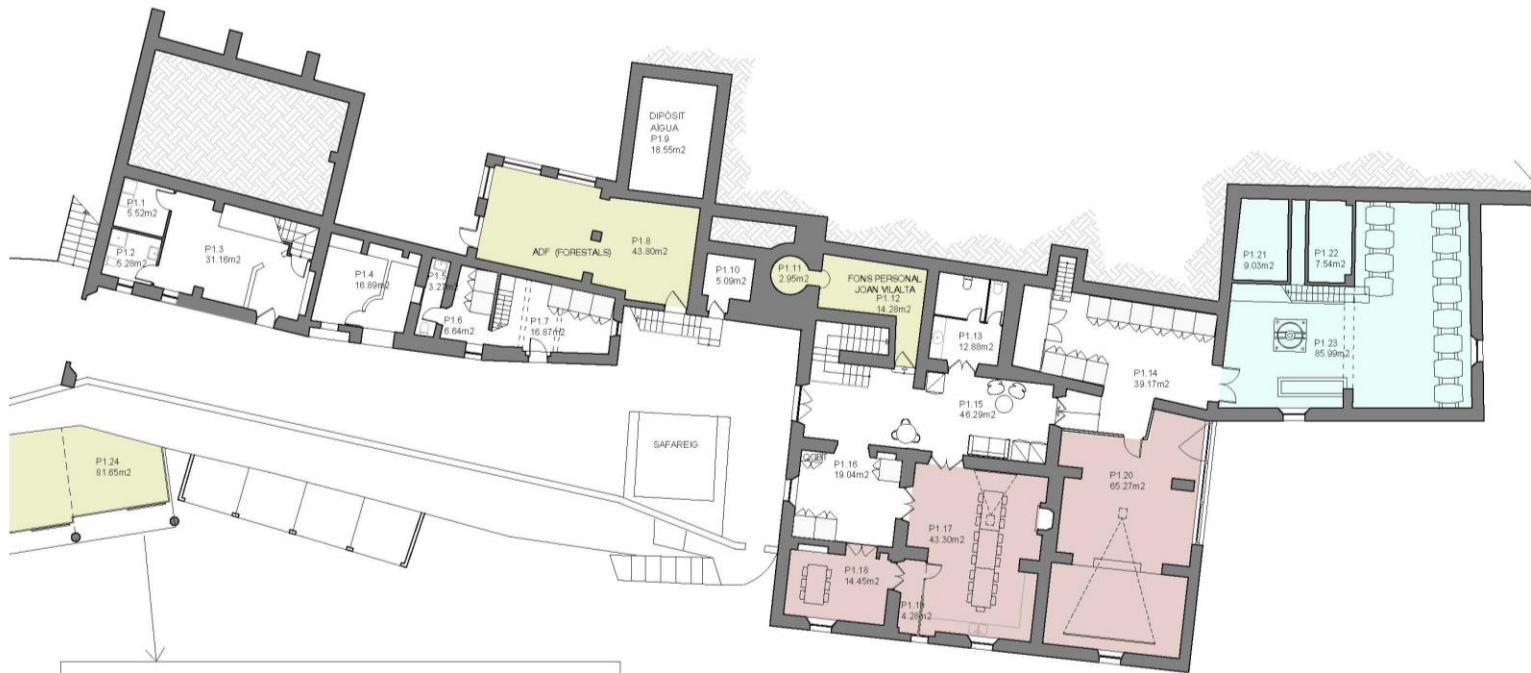 P1.1
5.52m2
P1.2
5.28m2
P1.3
31.16m2
P1.4
16.89m2
P1.5
3.27m2
P1.6
6.64m2
P1.7
16.87m2
ADF (FORESTALS)
P1.8
43.80m2
DIPÒSIT
AIGUA
P1.9
18.55m2
P1.10
5.09m2
P1.11
2.95m2
FONS PERSONAL
JOAN VILALTA
P1.12
14.28m2
P1.13
12.88m2
P1.14
39.17m2
P1.15
46.29m2
P1.16
19.04m2
P1.17
43.30m2
P1.18
14.45m2
P1.19
4.28m2
P1.20
65.27m2
P1.21
9.03m2
P1.22
7.54m2
P1.23
85.99m2
P1.24
81.65m2
SAFAREIG